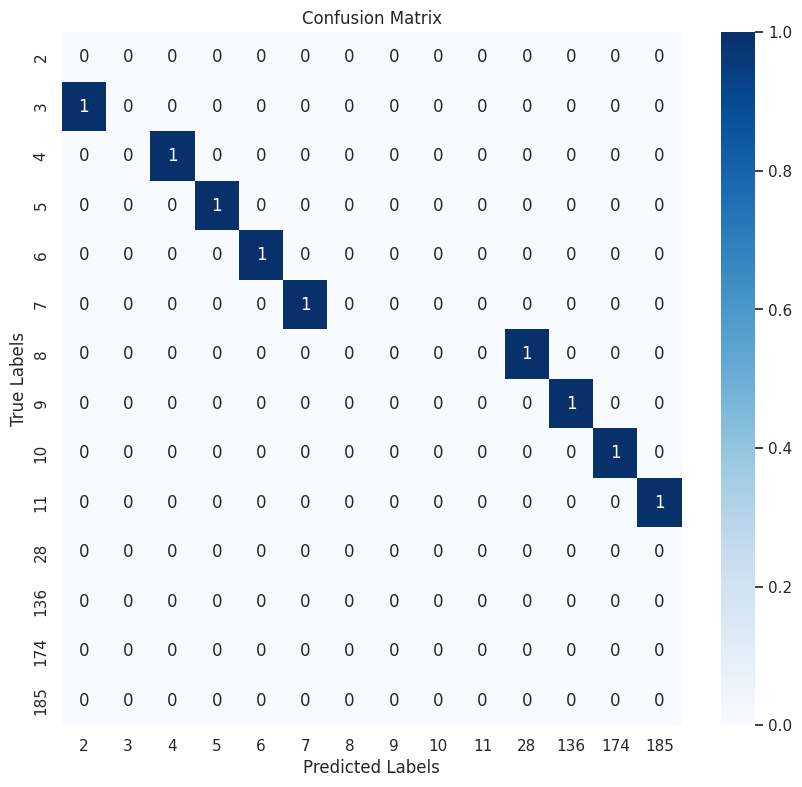 Confusion Matrix
2 0 0 0 0 0 0 0 0 0 0 0 0 0 0
3 1 0 0 0 0 0 0 0 0 0 0 0 0 0
4 0 0 1 0 0 0 0 0 0 0 0 0 0 0
5 0 0 0 1 0 0 0 0 0 0 0 0 0 0
6 0 0 0 0 1 0 0 0 0 0 0 0 0 0
7 0 0 0 0 0 1 0 0 0 0 0 0 0 0
8 0 0 0 0 0 0 0 0 0 0 1 0 0 0
9 0 0 0 0 0 0 0 0 0 0 0 1 0 0
10 0 0 0 0 0 0 0 0 0 0 0 0 1 0
11 0 0 0 0 0 0 0 0 0 0 0 0 0 1
28 0 0 0 0 0 0 0 0 0 0 0 0 0 0
136 0 0 0 0 0 0 0 0 0 0 0 0 0 0
174 0 0 0 0 0 0 0 0 0 0 0 0 0 0
185 0 0 0 0 0 0 0 0 0 0 0 0 0 0
2 3 4 5 6 7 8 9 10 11 28 136 174 185
Predicted Labels
True Labels
1.0
0.8
0.6
0.4
0.2
0.0